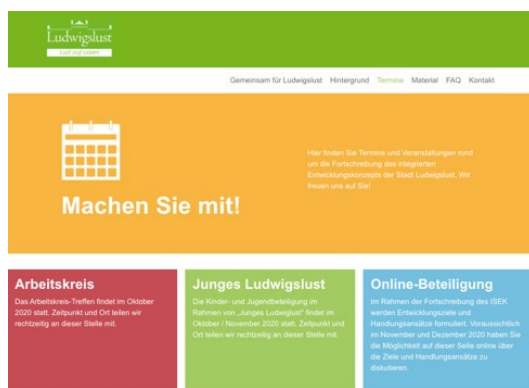 Ludwigslust
Lust auf Leben
Gemeinsam für Ludwigslust Hintergrund Termine Material FAQ Kontakt
Hier finden Sie Termine und Veranstaltungen rund
um die Fortschreibung des integrierten
Entwicklungskonzepts der Stadt Ludwigslust. Wir
freuen uns auf Sie!
Machen Sie mit!
Arbeitskreis
Das Arbeitskreis-Treffen findet im Oktober
2020 statt. Zeitpunkt und Ort teilen wir
rechtzeitig an dieser Stelle mit.
Junges Ludwigslust
Die Kinder- und Jugendbeteiligung im
Rahmen von „Junges Ludwiglust“ findet im
Oktober / November 2020 statt. Zeitpunkt und
Ort teilen wir rechtzeitig an dieser Stelle mit.
Online-Beteiligung
Im Rahmen der Fortschreibung des ISEK
werden Entwicklungsziele und
Handlungsansätze formuliert. Voraussichtlich
im November und Dezember 2020 haben Sie
die Möglichkeit auf dieser Seite online über
die Ziele und Handlungsansätze zu
diskutieren.